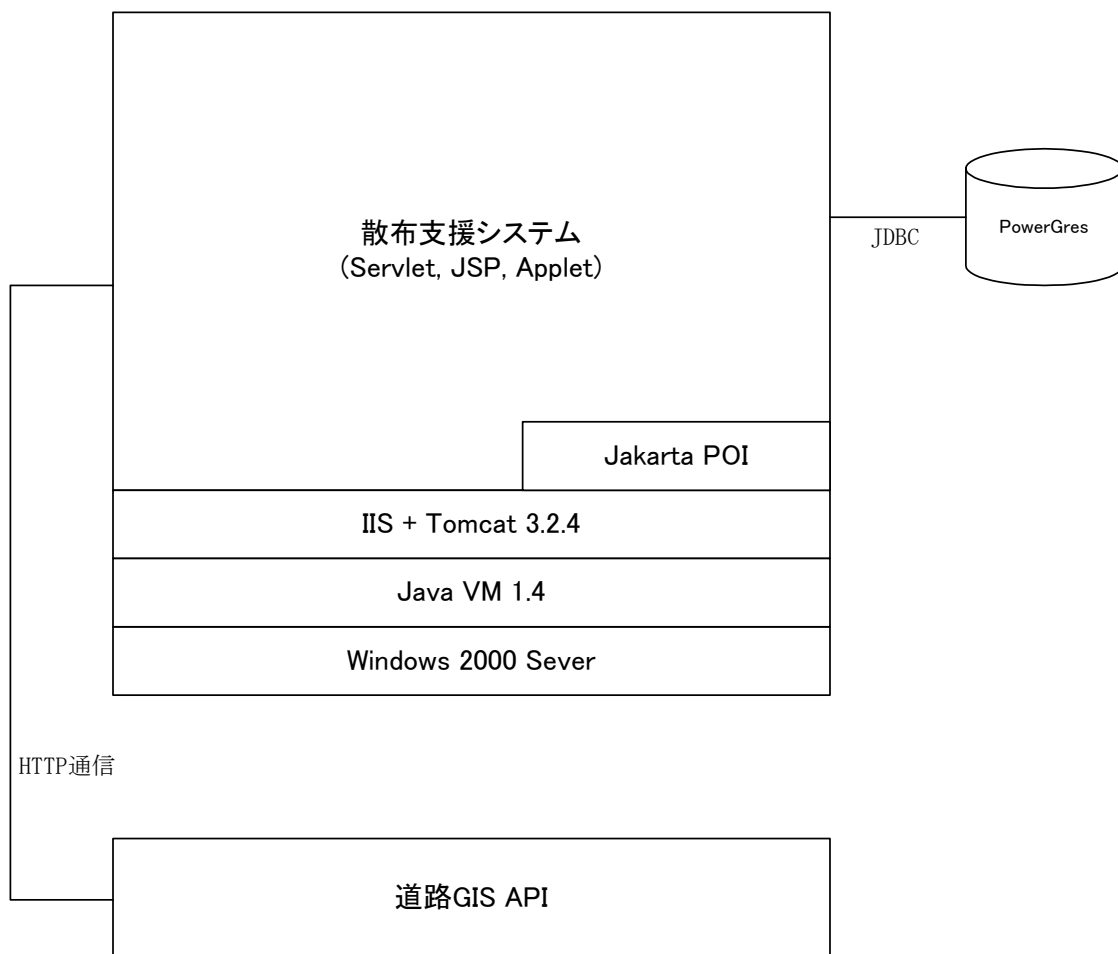 散布支援システム
(Servlet, JSP, Applet)
PowerGres
JDBC
Jakarta POI
IIS + Tomcat 3.2.4
Java VM 1.4
Windows 2000 Sever
HTTP通信
道路GIS API